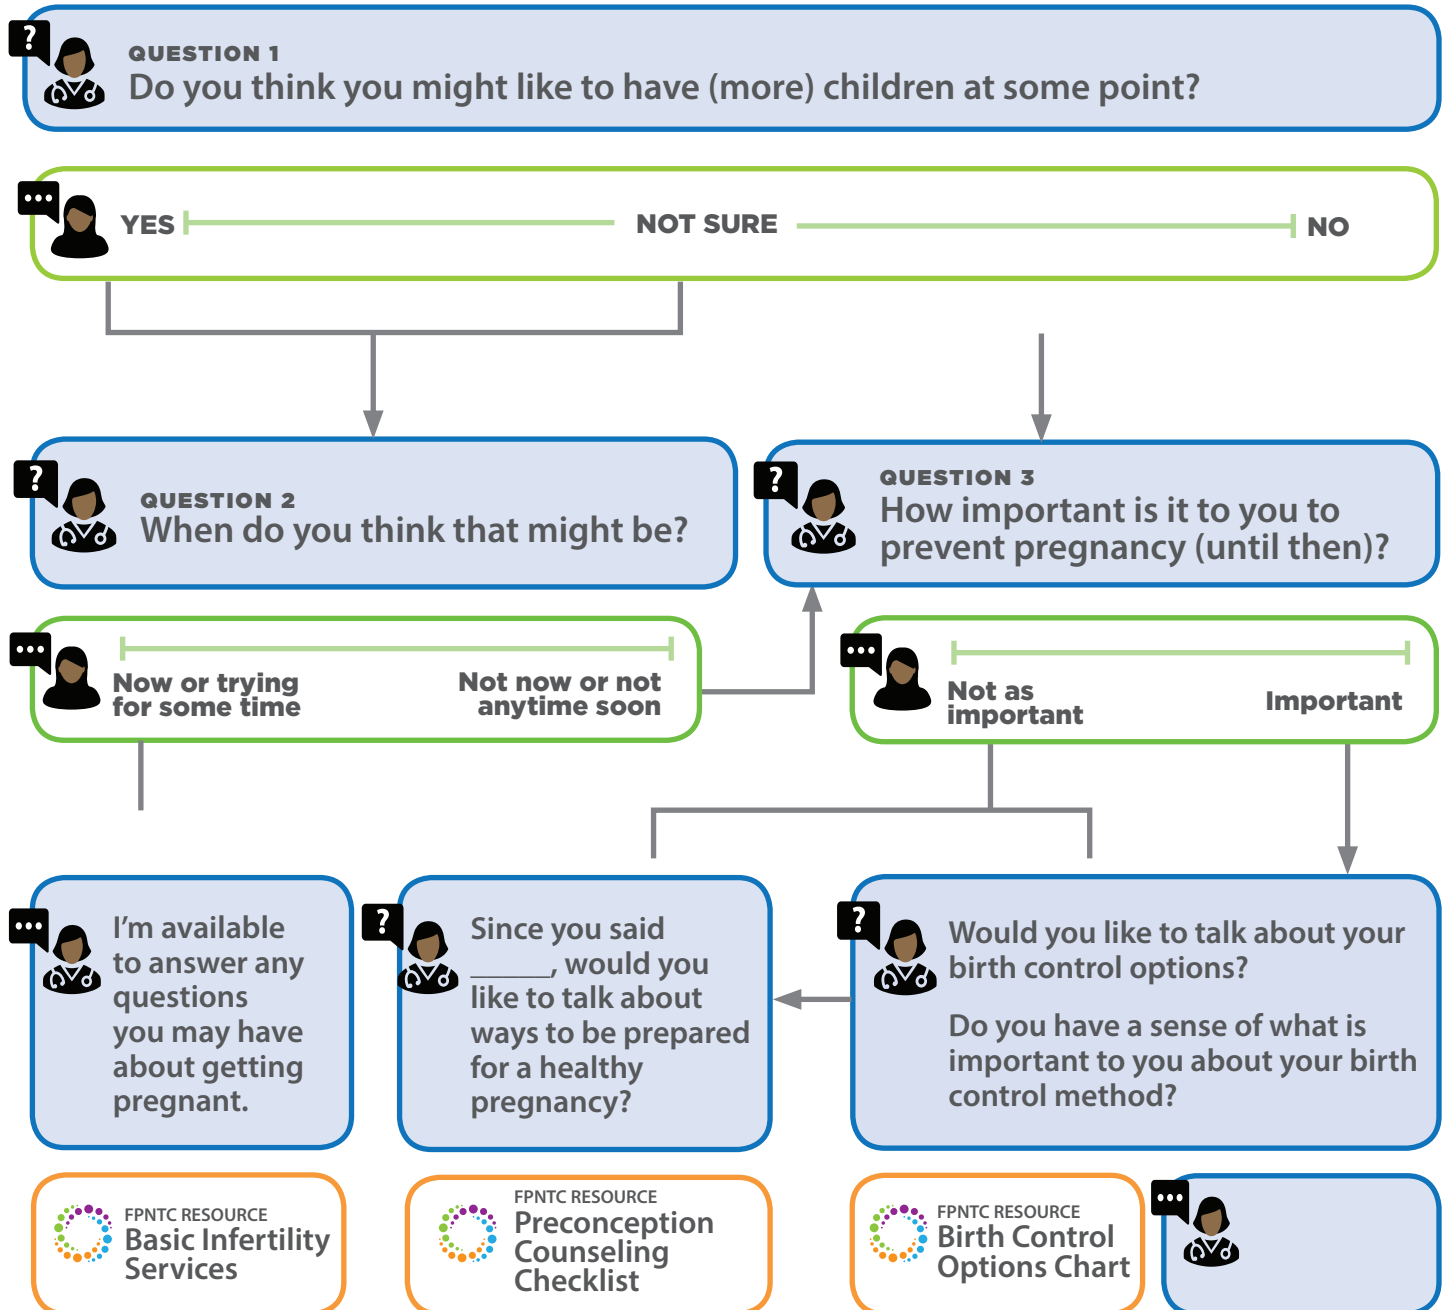 ?
QUESTION 1
Do you think you might like to have (more) children at some point?
YES
NOT SURE
NO
?
QUESTION 2
When do you think that might be?
?
QUESTION 3
How important is it to you to
prevent pregnancy (until then)?
Now or trying
for some time
Not now or not
anytime soon
Not as
important
Important
I’m available
to answer any
questions
you may have
about getting
pregnant.
?
Since you said
_____, would you
like to talk about
ways to be prepared
for a healthy
pregnancy?
?
Would you like to talk about your
birth control options?
Do you have a sense of what is
important to you about your birth
control method?
FPNTC RESOURCE
Basic Infertility
Services
FPNTC RESOURCE
Preconception
Counseling
Checklist
FPNTC RESOURCE
Birth Control
Options Chart